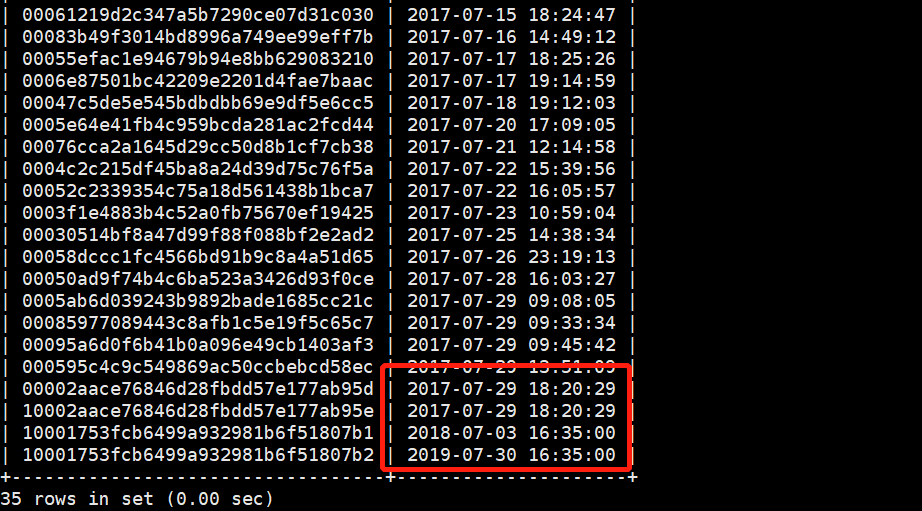 | 00061219d2c347a5b7290ce07d31c030 | 2017-07-15 18:24:47 |
| 00083b49f3014bd8996a749ee99eff7b | 2017-07-16 14:49:12 |
| 00055efac1e94679b94e8bb629083210 | 2017-07-17 18:25:26 |
| 0006e87501bc42209e2201d4fae7baac | 2017-07-17 19:14:59 |
| 00047c5de5e545bdbdbb69e9df5e6cc5 | 2017-07-18 19:12:03 |
| 0005e64e41fb4c959bcda281ac2fcd44 | 2017-07-20 17:09:05 |
| 00076cca2a1645d29cc50d8b1cf7cb38 | 2017-07-21 12:14:58 |
| 0004c2c215df45ba8a24d39d75c76f5a | 2017-07-22 15:39:56 |
| 00052c2339354c75a18d561438b1bca7 | 2017-07-22 16:05:57 |
| 0003f1e4883b4c52a0fb75670ef19425 | 2017-07-23 10:59:04 |
| 00030514bf8a47d99f88f088bf2e2ad2 | 2017-07-25 14:38:34 |
| 00058dccc1fc4566bd91b9c8a4a51d65 | 2017-07-26 23:19:13 |
| 00050ad9f74b4c6ba523a3426d93f0ce | 2017-07-28 16:03:27 |
| 0005ab6d039243b9892bade1685cc21c | 2017-07-29 09:08:05 |
| 00085977089443c8afb1c5e19f5c65c7 | 2017-07-29 09:33:34 |
| 00095a6d0f6b41b0a096e49cb1403af3 | 2017-07-29 09:45:42 |
| 000595c4c9c549869ac50ccbebcd58ec | 2017-07-29 |
| 00002aace76846d28fbdd57e177ab95d | 2017-07-29 18:20:29 |
| 10002aace76846d28fbdd57e177ab95e | 2017-07-29 18:20:29 |
| 10001753fcb6499a932981b6f51807b1 | 2018-07-03 16:35:00 |
| 10001753fcb6499a932981b6f51807b2 | 2019-07-30 16:35:00 |
+----------------------------------+---------------------+
35 rows in set (0.00 sec)